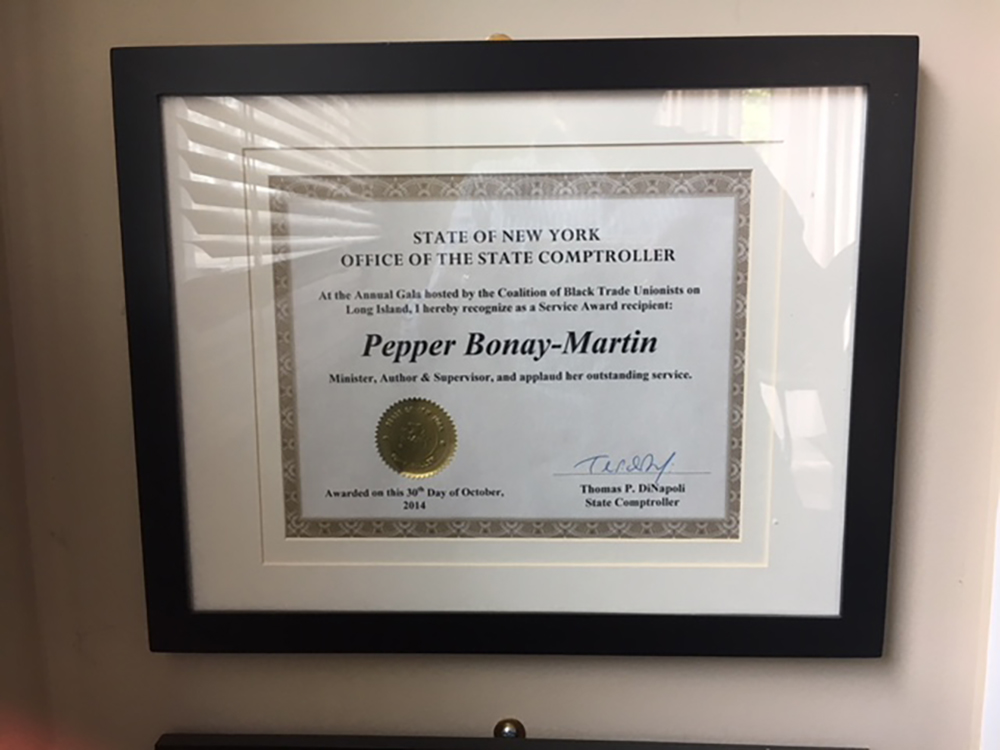 STATE OF NEW YORK
OFFICE OF THE STATE COMPTROLLER
At the Annual Gala hosted by the Coalition of Black Trade Unionists on
Long Island, I hereby recognize as a Service Award recipient:
Pepper Bonay-Martin
Minister, Author & Supervisor, and applaud her outstanding service.
Awarded on this 30th Day of October,
2014
Thomas P. DiNapoli
State Comptroller